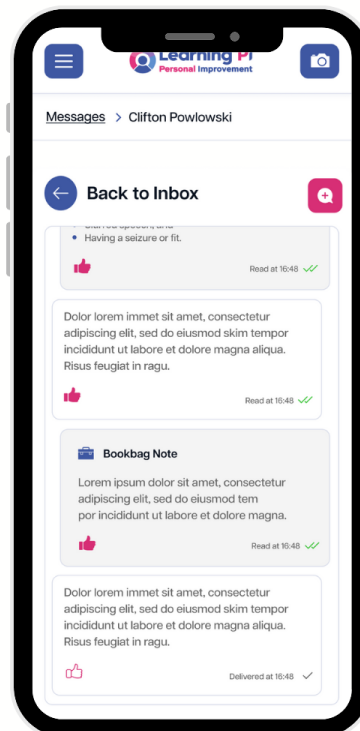 Learning PI
Personal Improvement
Messages > Clifton Powlowski
Back to Inbox
Having a seizure or fit.
Read at 16:48
Dolor lorem immet sit amet, consectetur
adipiscing elit, sed do eiusmod skim tempor
incididunt ut labore et dolore magna aliqua.
Risus feugiat in ragu.
Read at 16:48
Bookbag Note
Lorem ipsum dolor sit amet, consectetur
adipiscing elit, sed do eiusmod tem
por incididunt ut labore et dolore magna.
Read at 16:48
Dolor lorem immet sit amet, consectetur
adipiscing elit, sed do eiusmod skim tempor
incididunt ut labore et dolore magna aliqua.
Risus feugiat in ragu.
Delivered at 16:48